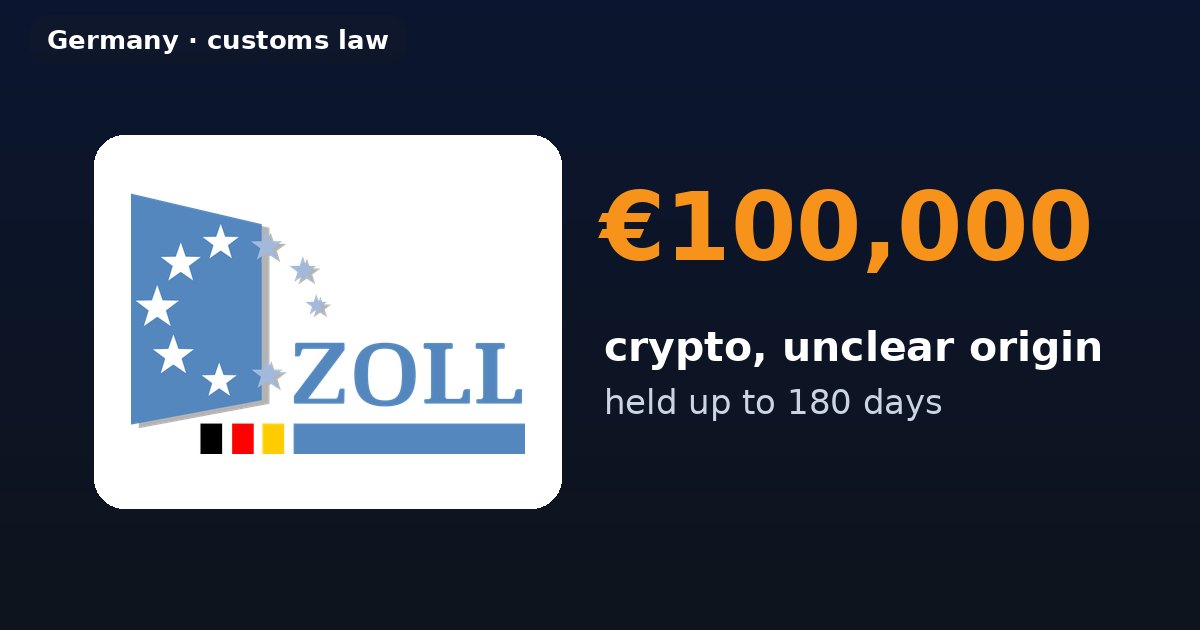 Germany · customs law
ZOLL
€100,000
crypto, unclear origin
held up to 180 days